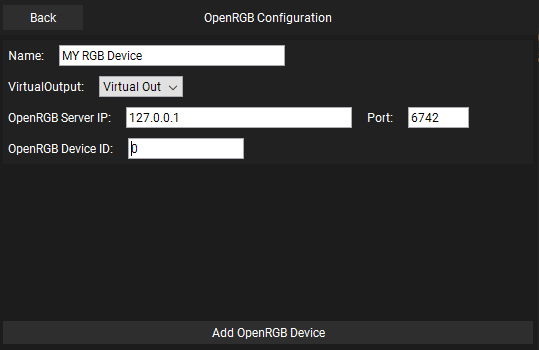 Back OpenRGB Configuration
Name: MY RGB Device
VirtualOutput: Virtual Out
OpenRGB Server IP: 127.0.0.1 Port: 6742
OpenRGB Device ID: 0
Add OpenRGB Device